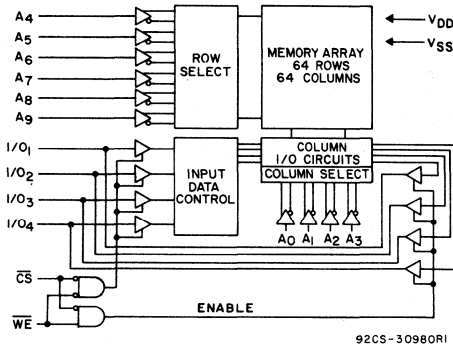 A4
A5
A6
A7
A8
A9
ROW
SELECT
MEMORY ARRAY
64 ROWS
64 COLUMNS
VDD
VSS
I/O1
I/O2
I/O3
I/O4
INPUT
DATA
CONTROL
COLUMN
I/O CIRCUITS
COLUMN SELECT
A0 A1 A2 A3
CS
WE
ENABLE
92CS-30980R1